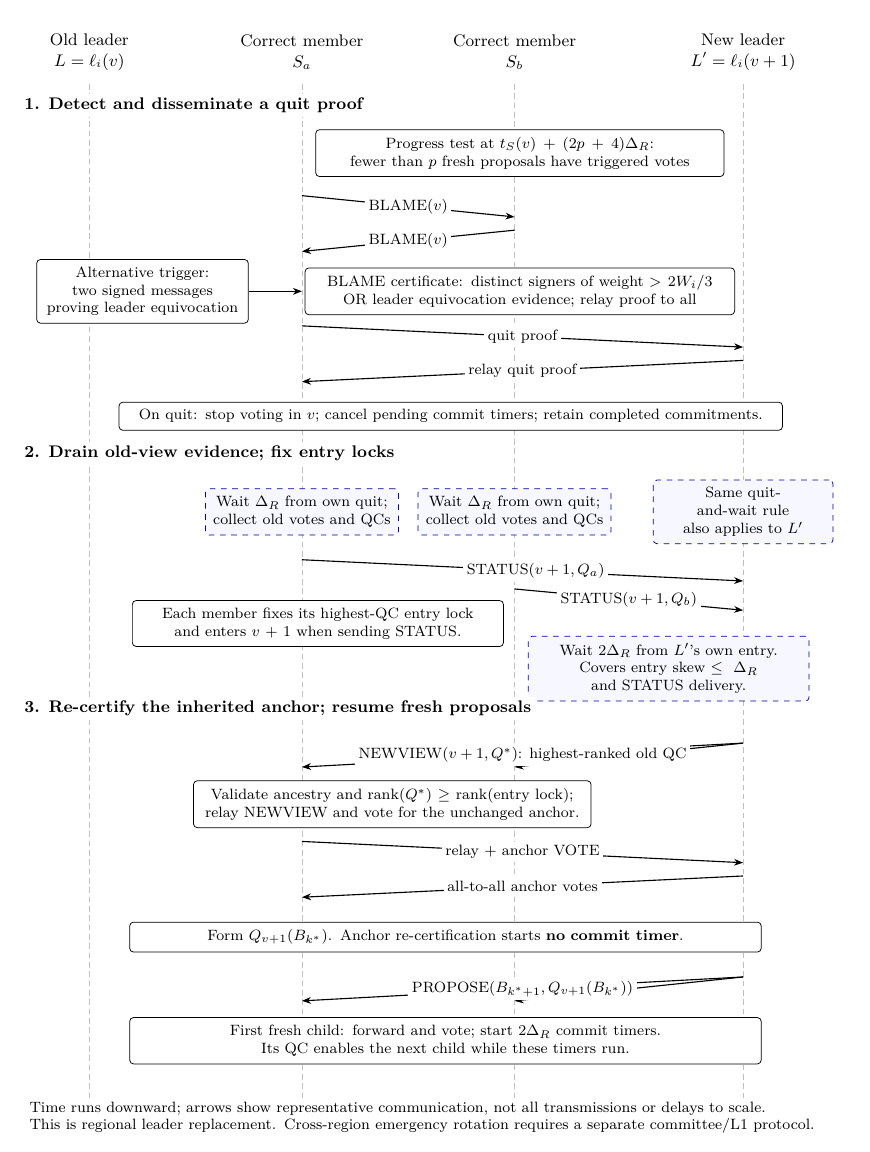 Old leader
L = ℓᵢ(v)
Correct member
Sₐ
Correct member
S_b
New leader
L′ = ℓᵢ(v + 1)
1. Detect and disseminate a quit proof
Progress test at t_S(v) + (2p + 4)Δ_R:
fewer than p fresh proposals have triggered votes
BLAME(v)
BLAME(v)
Alternative trigger:
two signed messages
proving leader equivocation
BLAME certificate: distinct signers of weight > 2Wᵢ/3
OR leader equivocation evidence; relay proof to all
quit proof
relay quit proof
On quit: stop voting in v; cancel pending commit timers; retain completed commitments.
2. Drain old-view evidence; fix entry locks
Wait Δ_R from own quit;
collect old votes and QCs
Wait Δ_R from own quit;
collect old votes and QCs
Same quit-
and-wait rule
also applies to L′
STATUS(v + 1, Qₐ)
STATUS(v + 1, Q_b)
Each member fixes its highest-QC entry lock
and enters v + 1 when sending STATUS.
Wait 2Δ_R from L′'s own entry.
Covers entry skew ≤ Δ_R
and STATUS delivery.
3. Re-certify the inherited anchor; resume fresh proposals
NEWVIEW(v + 1, Q*): highest-ranked old QC
Validate ancestry and rank(Q*) ≥ rank(entry lock);
relay NEWVIEW and vote for the unchanged anchor.
relay + anchor VOTE
all-to-all anchor votes
Form Q_{v+1}(B_{k*}). Anchor re-certification starts no commit timer.
PROPOSE(B_{k*+1}, Q_{v+1}(B_{k*}))
First fresh child: forward and vote; start 2Δ_R commit timers.
Its QC enables the next child while these timers run.
Time runs downward; arrows show representative communication, not all transmissions or delays to scale.
This is regional leader replacement. Cross-region emergency rotation requires a separate committee/L1 protocol.